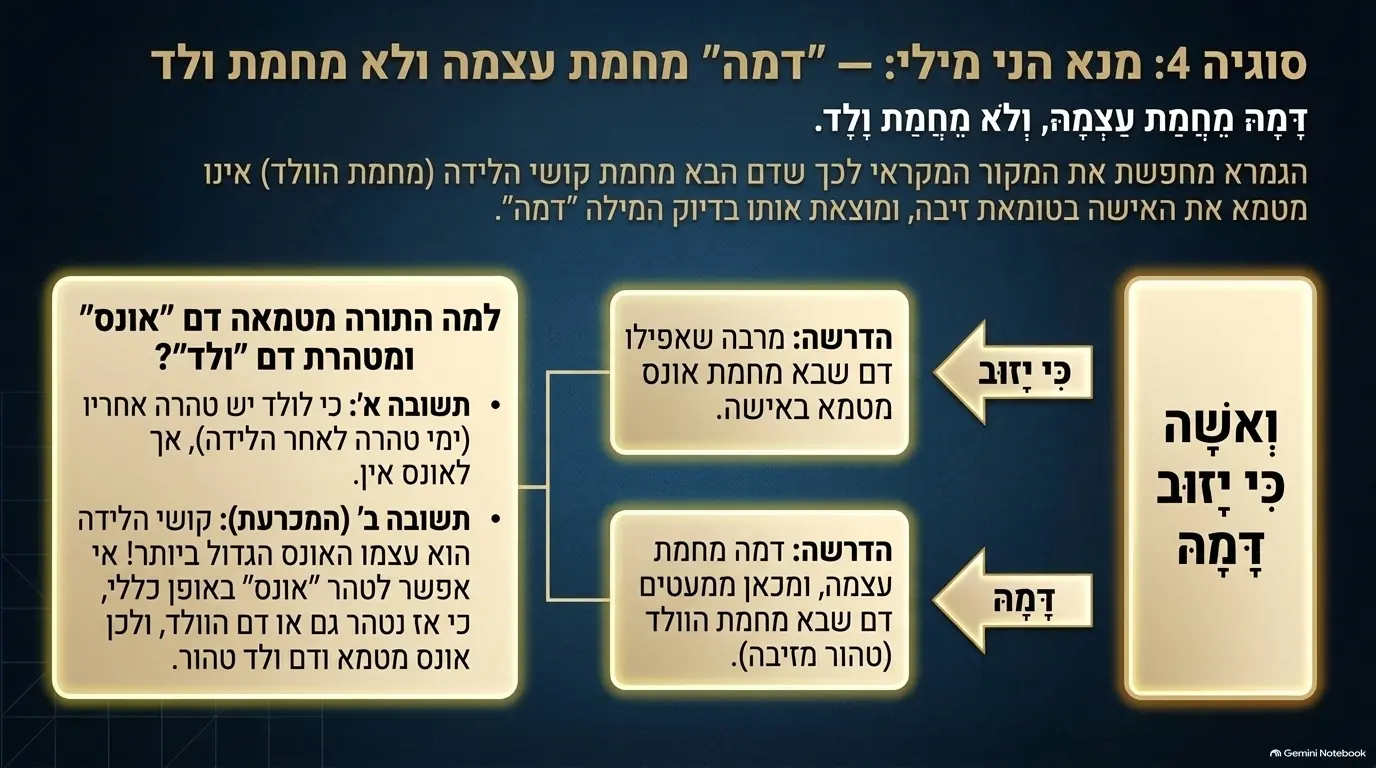 סוגיה 4: מנא הני מילי: — "דמה" מחמת עצמה ולא מחמת ולד
דָּמָהּ מֵחֲמַת עַצְמָהּ, וְלֹא מֵחֲמַת וָלָד.
הגמרא מחפשת את המקור המקראי לכך שדם הבא מחמת קושי הלידה (מחמת הוולד) אינו
מטמא את האישה בטומאת זיבה, ומוצאת אותו בדיוק המילה "דמה".
וְאִשָּׁה
כִּי יָזוּב
דָּמָהּ
כִּי יָזוּב
הדרשה: מרבה שאפילו
דם שבא מחמת אונס
מטמא באישה.
דָּמָהּ
הדרשה: דמה מחמת
עצמה, ומכאן ממעטים
דם שבא מחמת הוולד
(טהור מזיבה).
למה התורה מטמאה דם "אונס"
ומטהרת דם "ולד"?
• תשובה א': כי לולד יש טהרה אחריו
(ימי טהרה לאחר הלידה), אך
לאונס אין.
• תשובה ב' (המכרעת): קושי הלידה
הוא עצמו האונס הגדול ביותר! אי
אפשר לטהר "אונס" באופן כללי,
כי אז נטהר גם או דם הוולד, ולכן
אונס מטמא ודם ולד טהור.
Gemini Notebook